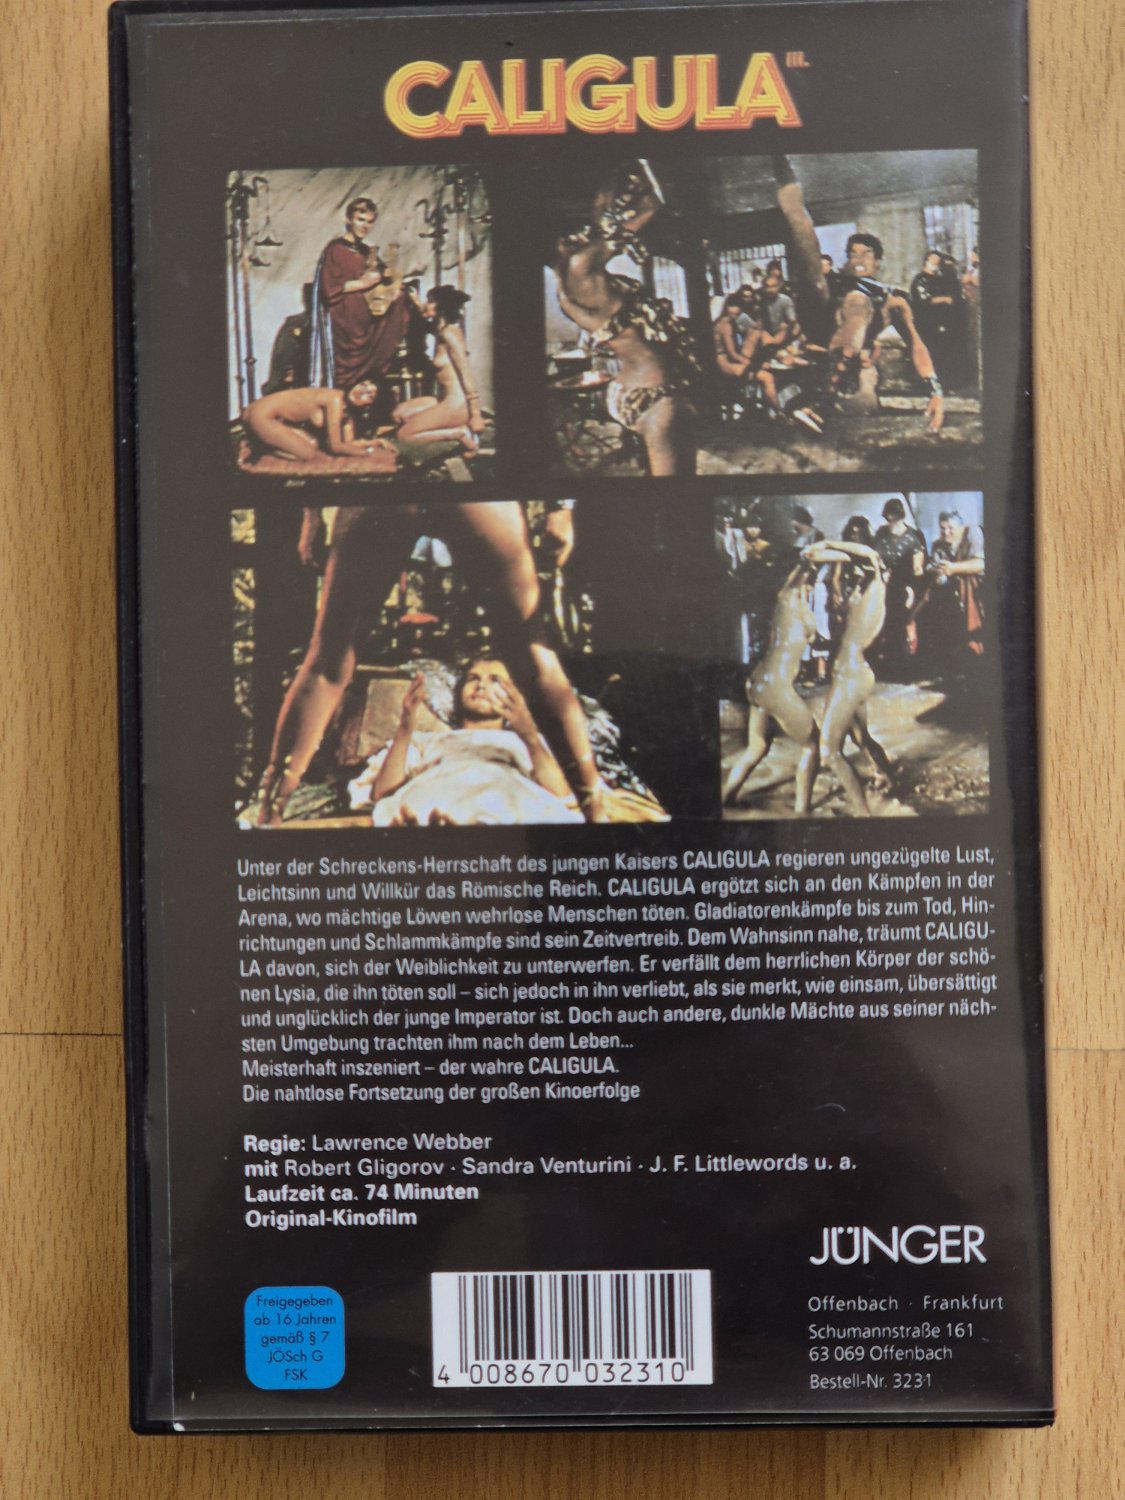 CALIGULA III.
Unter der Schreckens-Herrschaft des jungen Kaisers CALIGULA regieren ungezügelte Lust,
Leichtsinn und Willkür das Römische Reich. CALIGULA ergötzt sich an den Kämpfen in der
Arena, wo mächtige Löwen wehrlose Menschen töten. Gladiatorenkämpfe bis zum Tod, Hin-
richtungen und Schlammkämpfe sind sein Zeitvertreib. Dem Wahnsinn nahe, träumt CALIGU-
LA davon, sich der Weiblichkeit zu unterwerfen. Er verfällt dem herrlichen Körper der schö-
nen Lysia, die ihn töten soll – sich jedoch in ihn verliebt, als sie merkt, wie einsam, übersättigt
und unglücklich der junge Imperator ist. Doch auch andere, dunkle Mächte aus seiner näch-
sten Umgebung trachten ihm nach dem Leben...
Meisterhaft inszeniert – der wahre CALIGULA.
Die nahtlose Fortsetzung der großen Kinoerfolge
Regie: Lawrence Webber
mit Robert Gligorov · Sandra Venturini · J. F. Littlewords u. a.
Laufzeit ca. 74 Minuten
Original-Kinofilm
JÜNGER
Offenbach · Frankfurt
Schumannstraße 161
63 069 Offenbach
Bestell-Nr. 3231
Freigegeben
ab 16 Jahren
gemäß § 7
JÖSch G
FSK
4 008670 032310